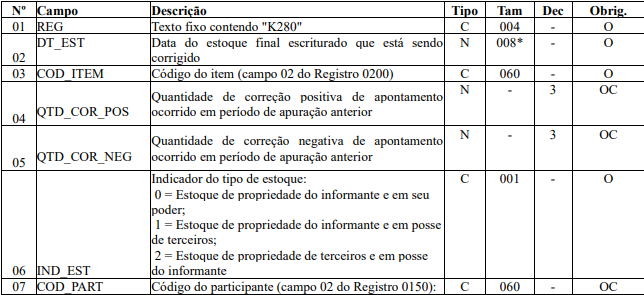 Nº Campo Descrição Tipo Tam Dec Obrig.
01 REG Texto fixo contendo "K280" C 004 - O
02 DT_EST Data do estoque final escriturado que está sendo N 008* - O
corrigido
03 COD_ITEM Código do item (campo 02 do Registro 0200) C 060 - O
04 QTD_COR_POS Quantidade de correção positiva de apontamento N - 3 OC
ocorrido em período de apuração anterior
05 QTD_COR_NEG Quantidade de correção negativa de apontamento N - 3 OC
ocorrido em período de apuração anterior
Indicador do tipo de estoque: C 001 - O
0 = Estoque de propriedade do informante e em seu
poder;
1 = Estoque de propriedade do informante e em posse
de terceiros;
2 = Estoque de propriedade de terceiros e em posse
06 IND_EST do informante
07 COD_PART Código do participante (campo 02 do Registro 0150): C 060 - OC